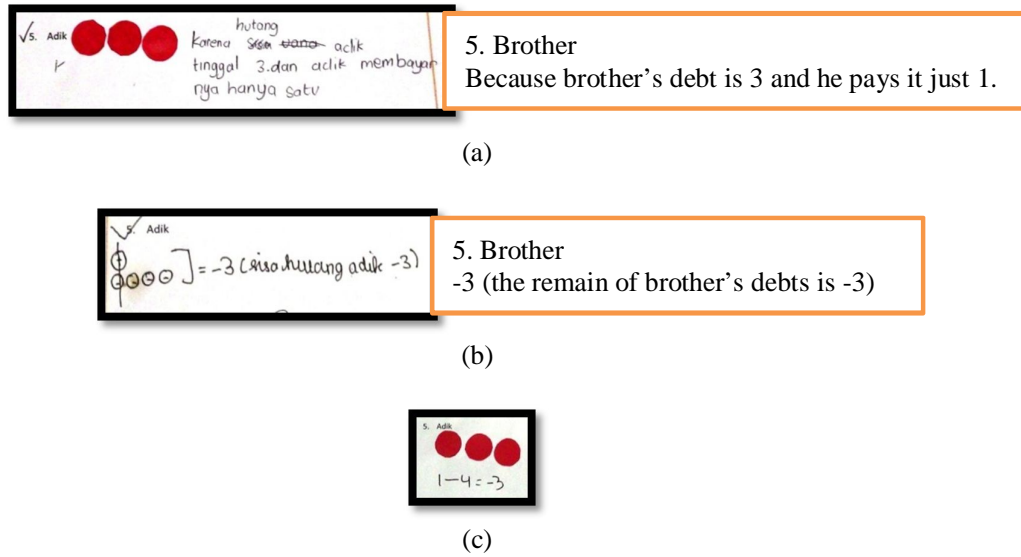 √5. Adik
hutang
Karena adik
tinggal 3. dan adik membayar
nya hanya satu
5. Brother
Because brother's debt is 3 and he pays it just 1.
(a)
5. Adik
= -3 (sisa hutang adik -3)
5. Brother
-3 (the remain of brother's debts is -3)
(b)
5. Adik
1-4=-3
(c)